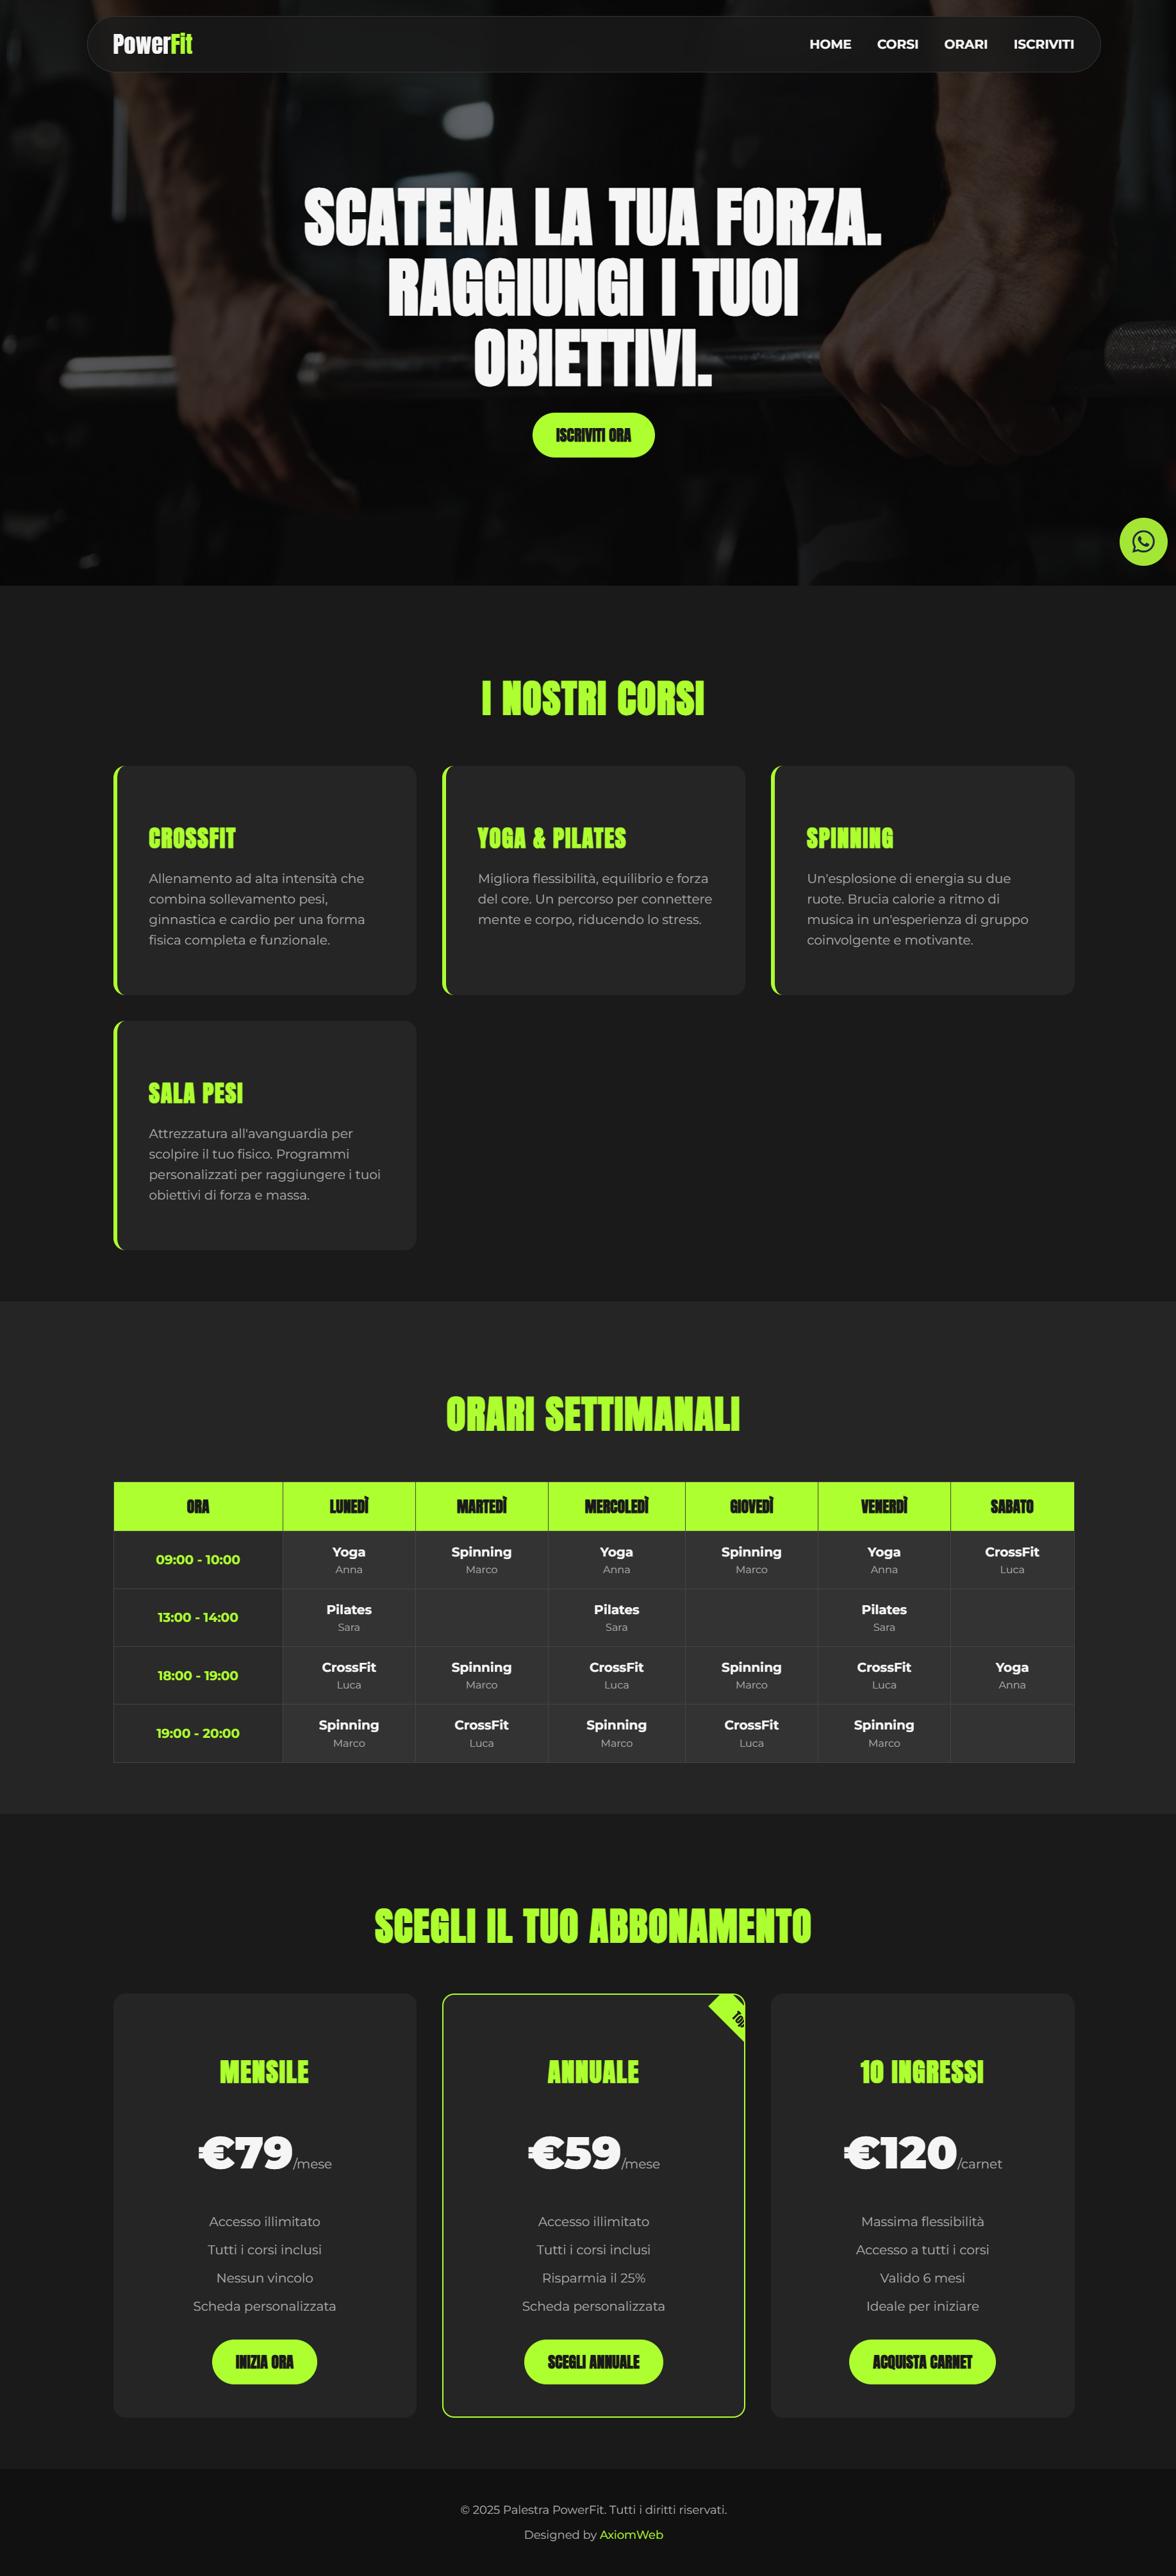 PowerFit
HOME CORSI ORARI ISCRIVITI
SCATENA LA TUA FORZA.
RAGGIUNGI I TUOI
OBIETTIVI.
ISCRIVITI ORA
I NOSTRI CORSI
CROSSFIT
Allenamento ad alta intensità che
combina sollevamento pesi,
ginnastica e cardio per una forma
fisica completa e funzionale.
YOGA & PILATES
Migliora flessibilità, equilibrio e forza
del core. Un percorso per connettere
mente e corpo, riducendo lo stress.
SPINNING
Un'esplosione di energia su due
ruote. Brucia calorie a ritmo di
musica in un'esperienza di gruppo
coinvolgente e motivante.
SALA PESI
Attrezzatura all'avanguardia per
scolpire il tuo fisico. Programmi
personalizzati per raggiungere i tuoi
obiettivi di forza e massa.
ORARI SETTIMANALI
ORA LUNEDÌ MARTEDÌ MERCOLEDÌ GIOVEDÌ VENERDÌ SABATO
09:00 - 10:00 Yoga Spinning Yoga Spinning Yoga CrossFit
Anna Marco Anna Marco Anna Luca
13:00 - 14:00 Pilates Pilates Pilates
Sara Sara Sara
18:00 - 19:00 CrossFit Spinning CrossFit Spinning CrossFit Yoga
Luca Marco Luca Marco Luca Anna
19:00 - 20:00 Spinning CrossFit Spinning CrossFit Spinning
Marco Luca Marco Luca Marco
SCEGLI IL TUO ABBONAMENTO
MENSILE
€79/mese
Accesso illimitato
Tutti i corsi inclusi
Nessun vincolo
Scheda personalizzata
INIZIA ORA
TOP
ANNUALE
€59/mese
Accesso illimitato
Tutti i corsi inclusi
Risparmia il 25%
Scheda personalizzata
SCEGLI ANNUALE
10 INGRESSI
€120/carnet
Massima flessibilità
Accesso a tutti i corsi
Valido 6 mesi
Ideale per iniziare
ACQUISTA CARNET
© 2025 Palestra PowerFit. Tutti i diritti riservati.
Designed by AxiomWeb